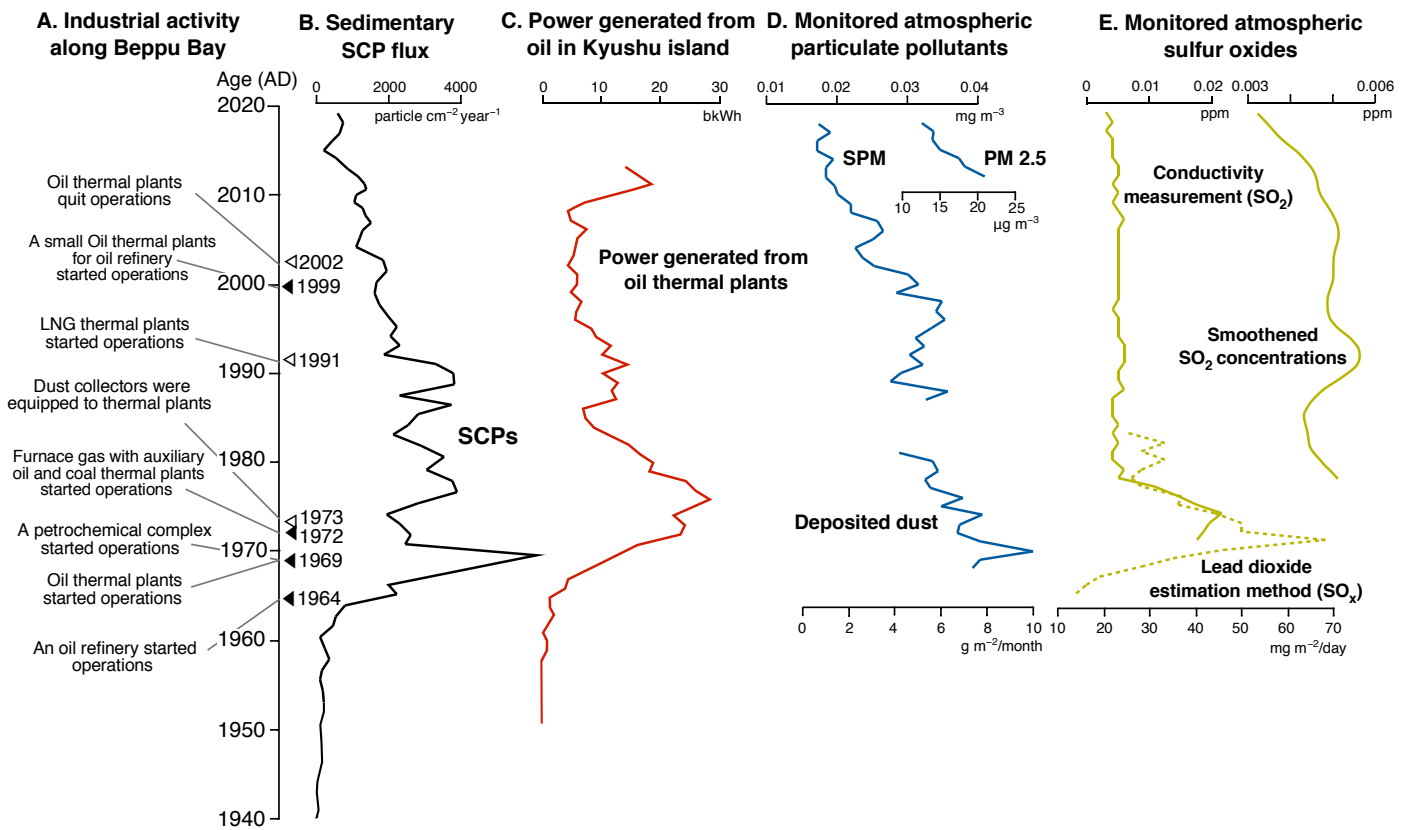 A. Industrial activity
along Beppu Bay
B. Sedimentary
SCP flux
C. Power generated from
oil in Kyushu island
D. Monitored atmospheric
particulate pollutants
E. Monitored atmospheric
sulfur oxides
Age (AD)
0 2000 4000
particle cm⁻² year⁻¹
0 10 20 30
bkWh
0.01 0.02 0.03 0.04
mg m⁻³
0 0.01 0.02
ppm
0.003 0.006
ppm
2020
2010
2000
1990
1980
1970
1960
1950
1940
Oil thermal plants
quit operations
A small Oil thermal plants
for oil refinery
started operations
LNG thermal plants
started operations
Dust collectors were
equipped to thermal plants
Furnace gas with auxiliary
oil and coal thermal plants
started operations
A petrochemical complex
started operations
Oil thermal plants
started operations
An oil refinery started
operations
2002
1999
1991
1973
1972
1969
1964
SCPs
Power generated from
oil thermal plants
SPM
PM 2.5
10 15 20 25
µg m⁻³
Deposited dust
0 2 4 6 8 10
g m⁻²/month
Conductivity
measurement (SO₂)
Smoothened
SO₂ concentrations
Lead dioxide
estimation method (SOₓ)
10 20 30 40 50 60 70
mg m⁻²/day